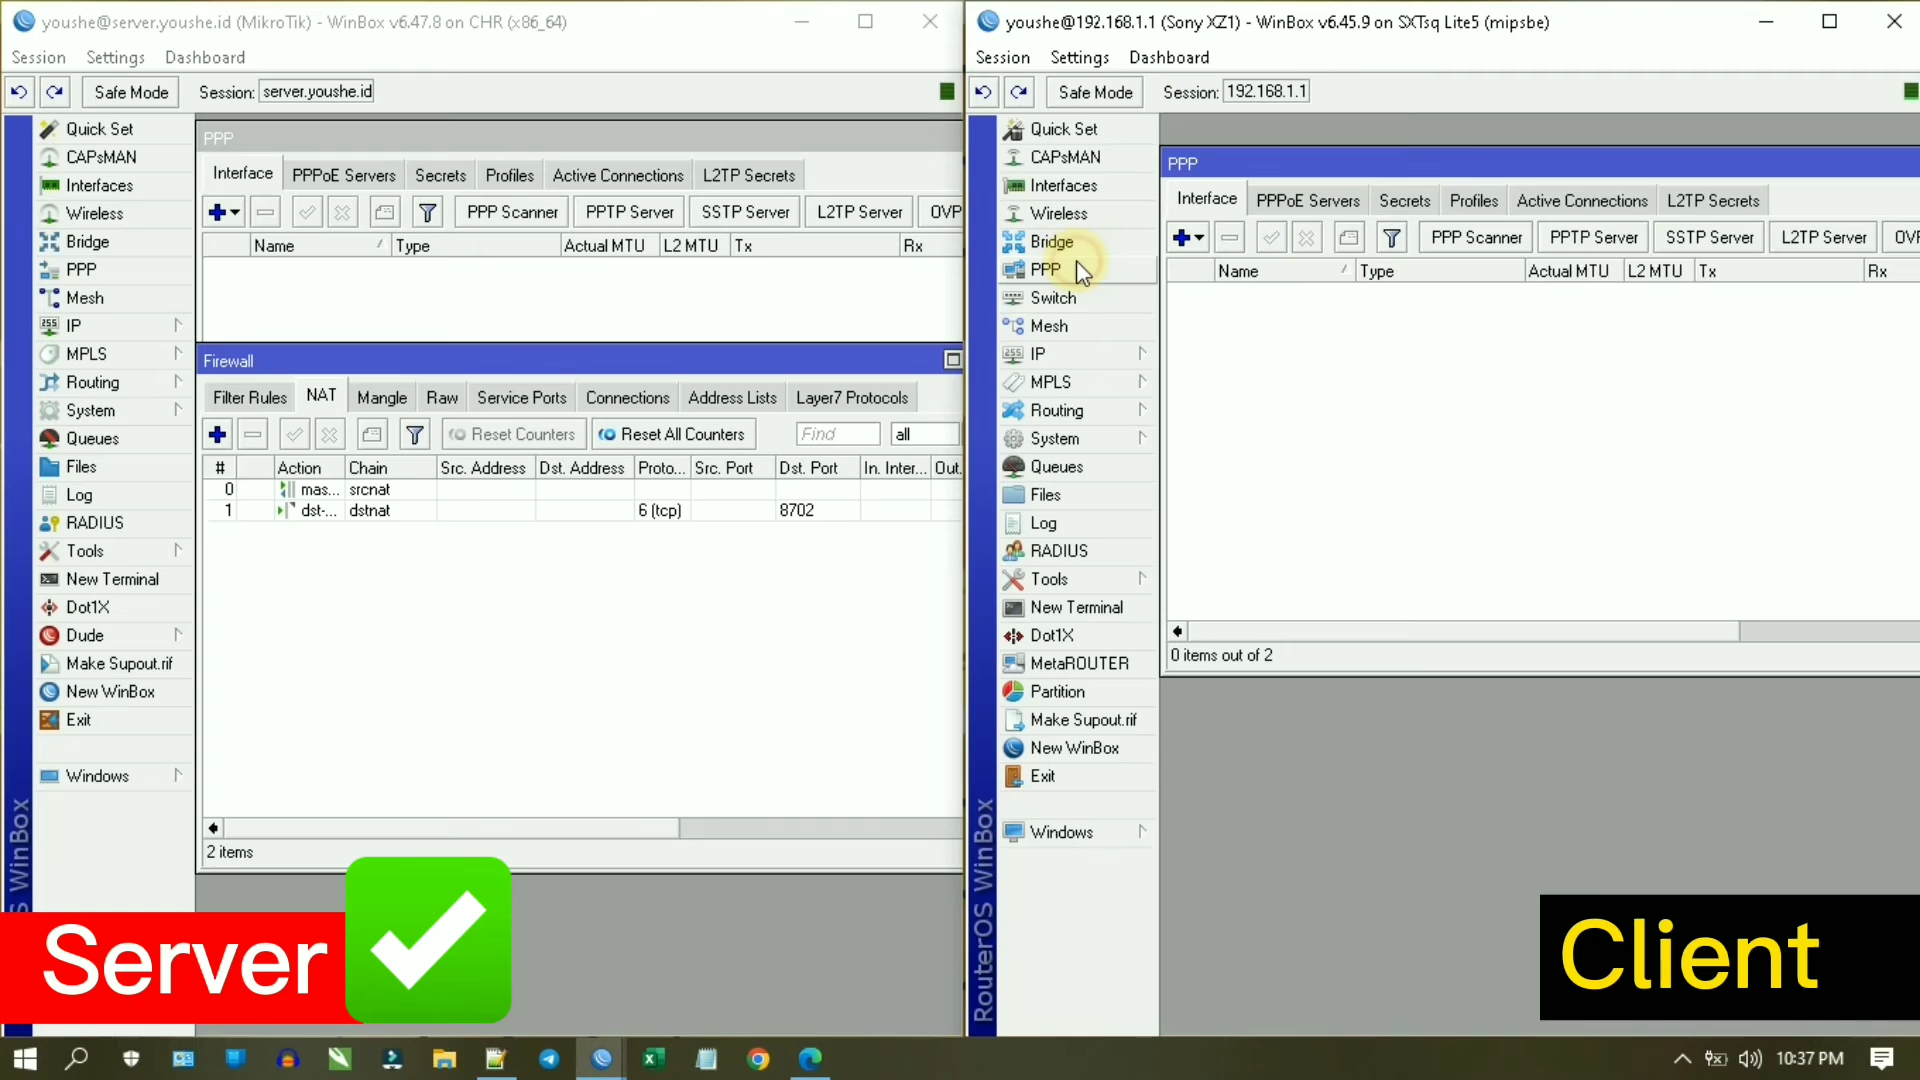 youshe@server.youshe.id (MikroTik) - WinBox v6.47.8 on CHR (x86_64)
Session Settings Dashboard
Safe Mode Session: server.youshe.id
Quick Set
CAPsMAN
Interfaces
Wireless
Bridge
PPP
Mesh
IP
MPLS
Routing
System
Queues
Files
Log
RADIUS
Tools
New Terminal
Dot1X
Dude
Make Supout.rif
New WinBox
Exit
Windows
S WinBox
PPP
Interface PPPoE Servers Secrets Profiles Active Connections L2TP Secrets
PPP Scanner PPTP Server SSTP Server L2TP Server OVP
Name / Type Actual MTU L2 MTU Tx Rx
Firewall
Filter Rules NAT Mangle Raw Service Ports Connections Address Lists Layer7 Protocols
Reset Counters Reset All Counters Find all
# Action Chain Src. Address Dst. Address Proto... Src. Port Dst. Port In. Inter... Out.
0 mas... srcnat
1 dst-... dstnat 6 (tcp) 8702
2 items
Server
youshe@192.168.1.1 (Sony XZ1) - WinBox v6.45.9 on SXTsq Lite5 (mipsbe)
Session Settings Dashboard
Safe Mode Session: 192.168.1.1
Quick Set
CAPsMAN
Interfaces
Wireless
Bridge
PPP
Switch
Mesh
255 IP
MPLS
Routing
System
Queues
Files
Log
RADIUS
Tools
New Terminal
Dot1X
MetaROUTER
Partition
Make Supout.rif
New WinBox
Exit
Windows
RouterOS WinBox
PPP
Interface PPPoE Servers Secrets Profiles Active Connections L2TP Secrets
PPP Scanner PPTP Server SSTP Server L2TP Server OVP
Name / Type Actual MTU L2 MTU Tx Rx
0 items out of 2
Client
10:37 PM